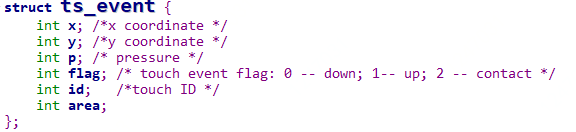 struct ts_event {
int x; /*x coordinate */
int y; /*y coordinate */
int p; /* pressure */
int flag; /* touch event flag: 0 -- down; 1-- up; 2 -- contact */
int id; /*touch ID */
int area;
};